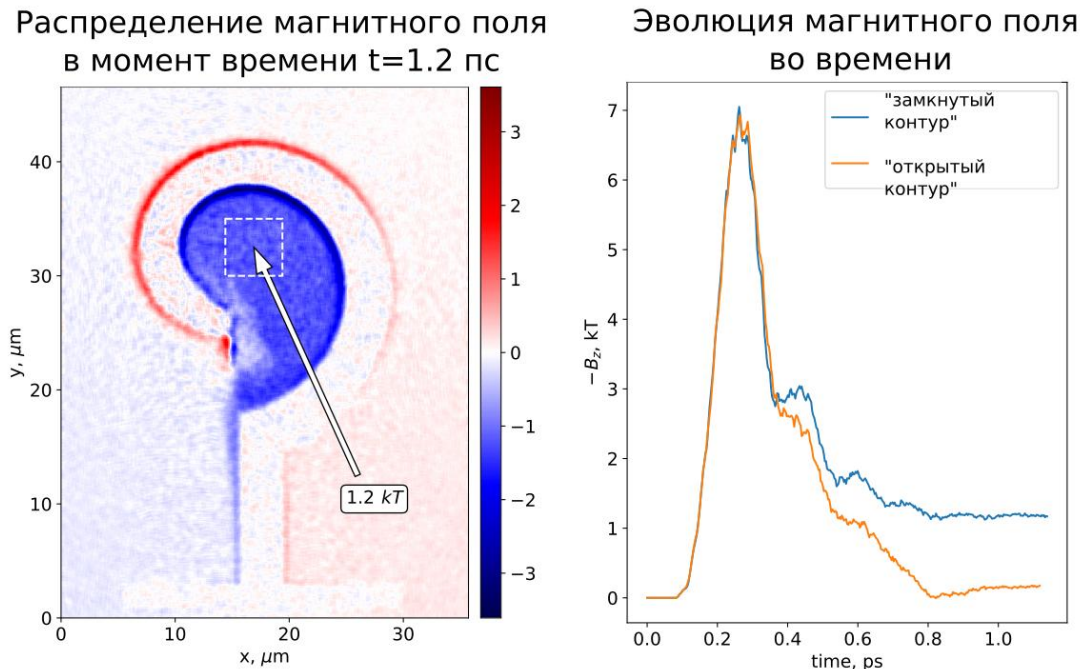 Распределение магнитного поля
в момент времени t=1.2 пс
40
30
20
10
0
y, μm
0
10
20
30
x, μm
3
2
1
0
−1
−2
−3
1.2 kT
Эволюция магнитного поля
во времени
7
6
5
4
3
2
1
0
−B_z, kT
0.0
0.2
0.4
0.6
0.8
1.0
time, ps
"замкнутый
контур"
"открытый
контур"